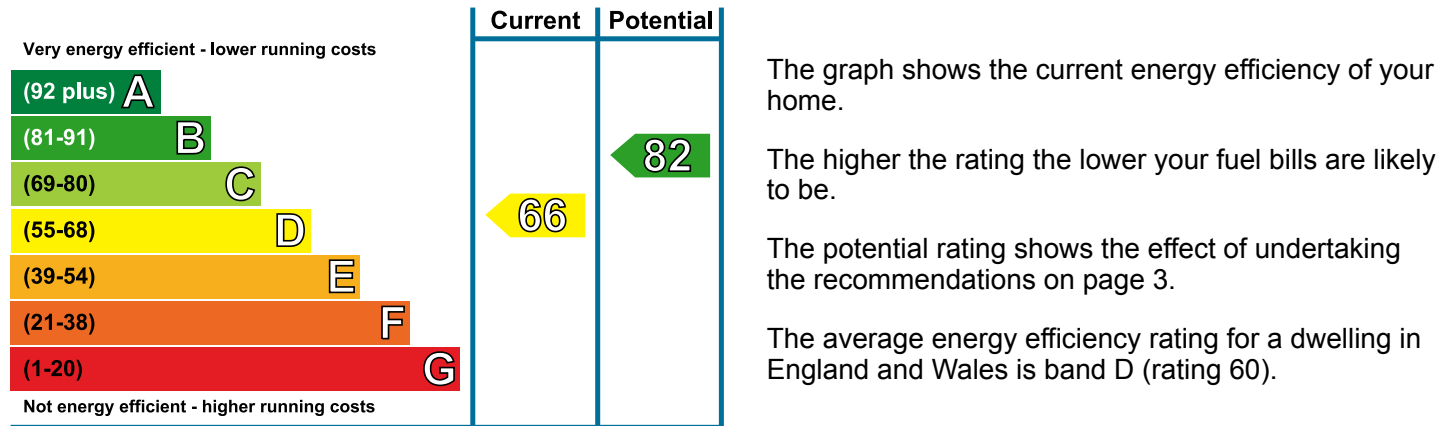 Current Potential
Very energy efficient - lower running costs
(92 plus) A
(81-91) B
82
(69-80) C
(55-68) D
66
(39-54) E
(21-38) F
(1-20) G
Not energy efficient - higher running costs
The graph shows the current energy efficiency of your
home.
The higher the rating the lower your fuel bills are likely
to be.
The potential rating shows the effect of undertaking
the recommendations on page 3.
The average energy efficiency rating for a dwelling in
England and Wales is band D (rating 60).